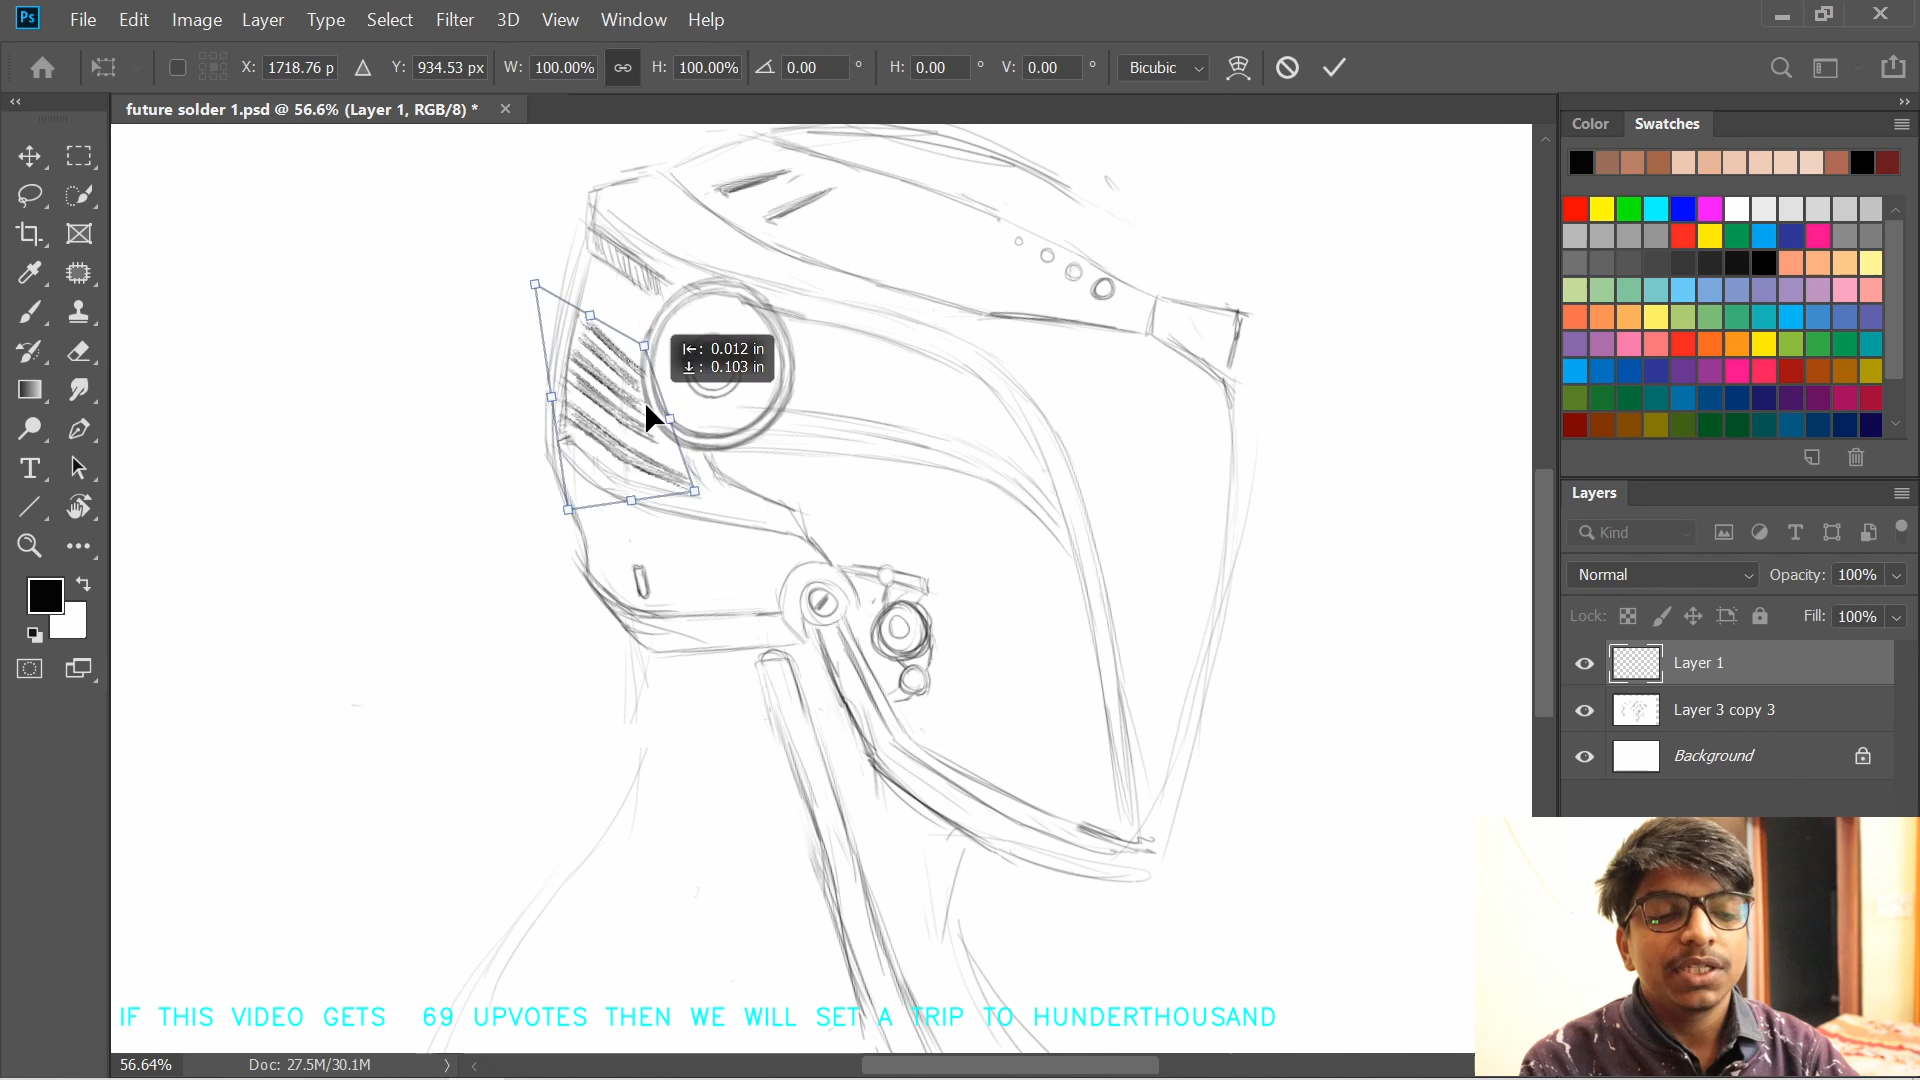 Ps File Edit Image Layer Type Select Filter 3D View Window Help
X: 1718.76 p Y: 934.53 px W: 100.00% H: 100.00% 0.00 ° H: 0.00 ° V: 0.00 ° Bicubic
future solder 1.psd @ 56.6% (Layer 1, RGB/8) *
Color Swatches
: 0.012 in
: 0.103 in
Layers
Kind
Normal Opacity: 100%
Lock: Fill: 100%
Layer 1
Layer 3 copy 3
Background
IF THIS VIDEO GETS 69 UPVOTES THEN WE WILL SET A TRIP TO HUNDERTHOUSAND
56.64% Doc: 27.5M/30.1M